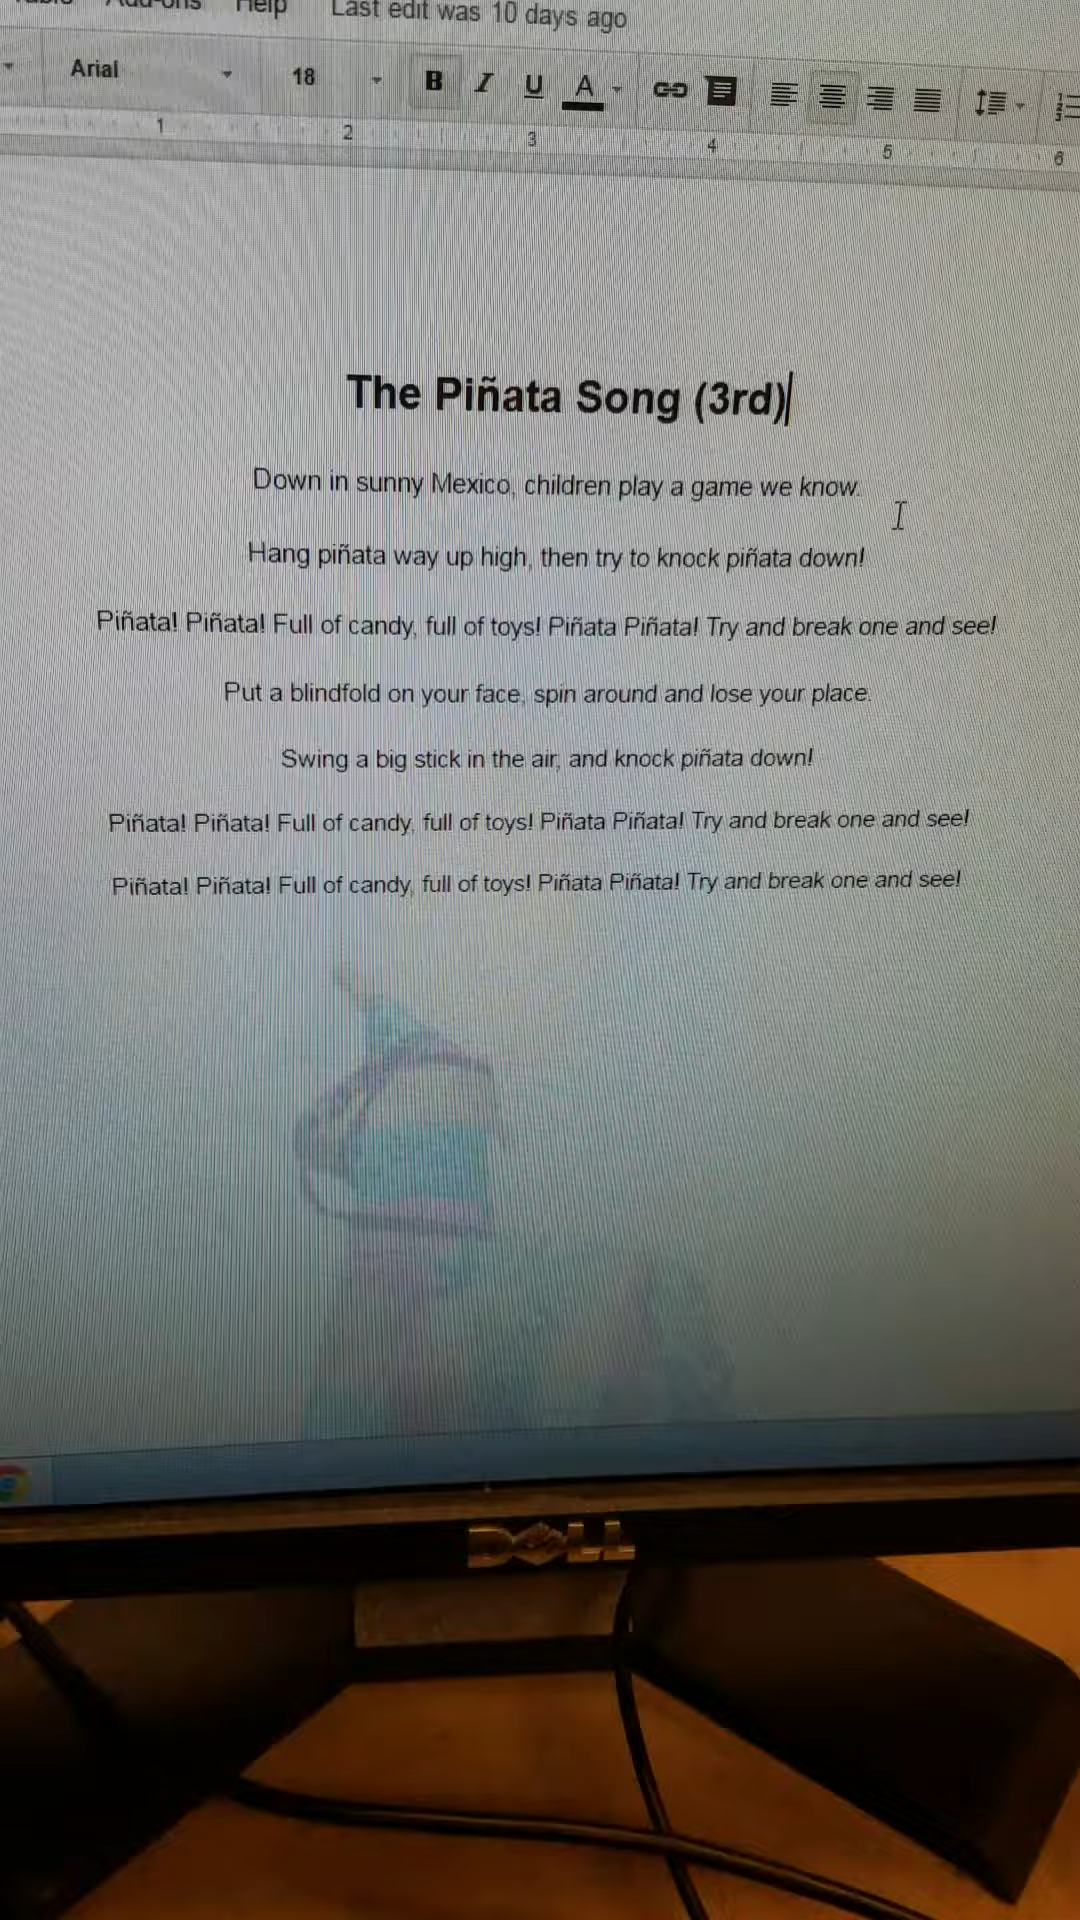 Help Last edit was 10 days ago
Arial 18 B I U A
1 2 3 4 5 6
The Piñata Song (3rd)
Down in sunny Mexico, children play a game we know.
Hang piñata way up high, then try to knock piñata down!
Piñata! Piñata! Full of candy, full of toys! Piñata Piñata! Try and break one and see!
Put a blindfold on your face, spin around and lose your place.
Swing a big stick in the air, and knock piñata down!
Piñata! Piñata! Full of candy, full of toys! Piñata Piñata! Try and break one and see!
Piñata! Piñata! Full of candy, full of toys! Piñata Piñata! Try and break one and see!
DELL